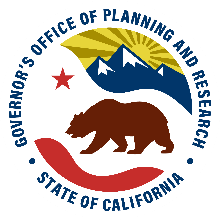 GOVERNOR'S OFFICE OF PLANNING AND RESEARCH
• STATE OF CALIFORNIA •